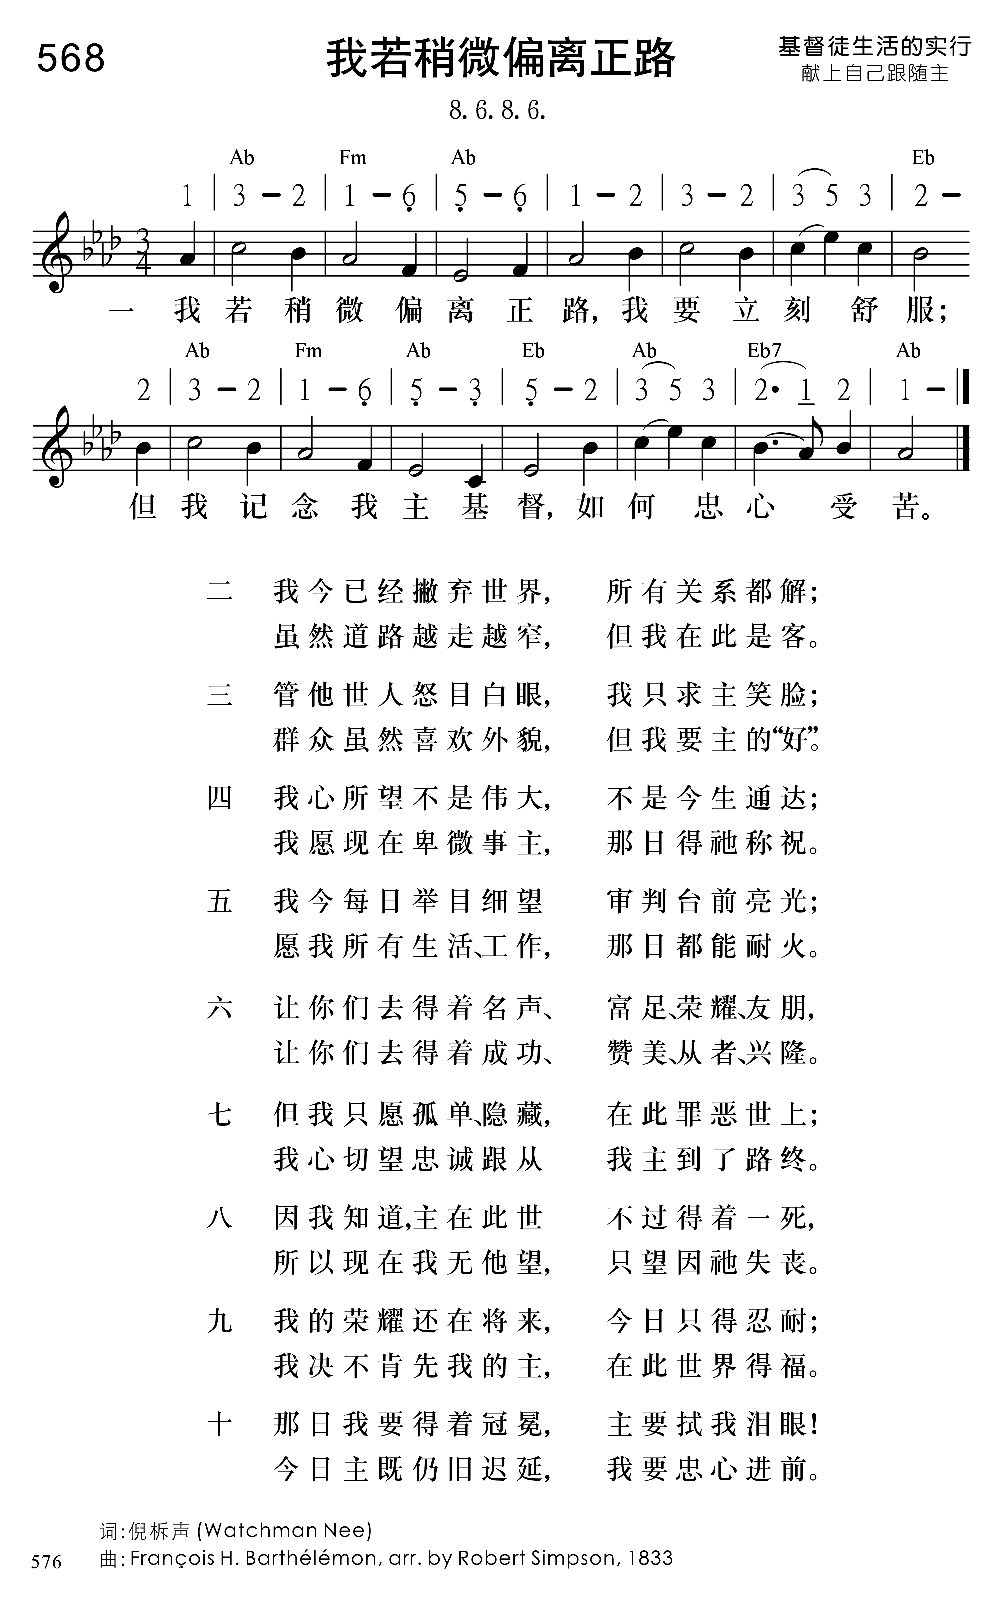 568
我若稍微偏离正路
基督徒生活的实行
献上自己跟随主
8. 6. 8. 6.
Ab Fm Ab Eb
1 | 3 - 2 | 1 - 6̣ | 5̣ - 6̣ | 1 - 2 | 3 - 2 | 3 5 3 | 2 -
3
4
一 我 若 稍 微 偏 离 正 路, 我 要 立 刻 舒 服;
Ab Fm Ab Eb Ab Eb7 Ab
2 | 3 - 2 | 1 - 6̣ | 5̣ - 3̣ | 5̣ - 2 | 3 5 3 | 2· 1 2 | 1 -
但 我 记 念 我 主 基 督, 如 何 忠 心 受 苦。
二 我今已经撇弃世界, 所有关系都解;
虽然道路越走越窄, 但我在此是客。
三 管他世人怒目白眼, 我只求主笑脸;
群众虽然喜欢外貌, 但我要主的“好”。
四 我心所望不是伟大, 不是今生通达;
我愿现在卑微事主, 那日得祂称祝。
五 我今每日举目细望 审判台前亮光;
愿我所有生活、工作, 那日都能耐火。
六 让你们去得着名声、 富足、荣耀、友朋,
让你们去得着成功、 赞美、从者、兴隆。
七 但我只愿孤单、隐藏, 在此罪恶世上;
我心切望忠诚跟从 我主到了路终。
八 因我知道,主在此世 不过得着一死,
所以现在我无他望, 只望因祂失丧。
九 我的荣耀还在将来, 今日只得忍耐;
我决不肯先我的主, 在此世界得福。
十 那日我要得着冠冕, 主要拭我泪眼!
今日主既仍旧迟延, 我要忠心进前。
词:倪柝声 (Watchman Nee)
576 曲: François H. Barthélémon, arr. by Robert Simpson, 1833